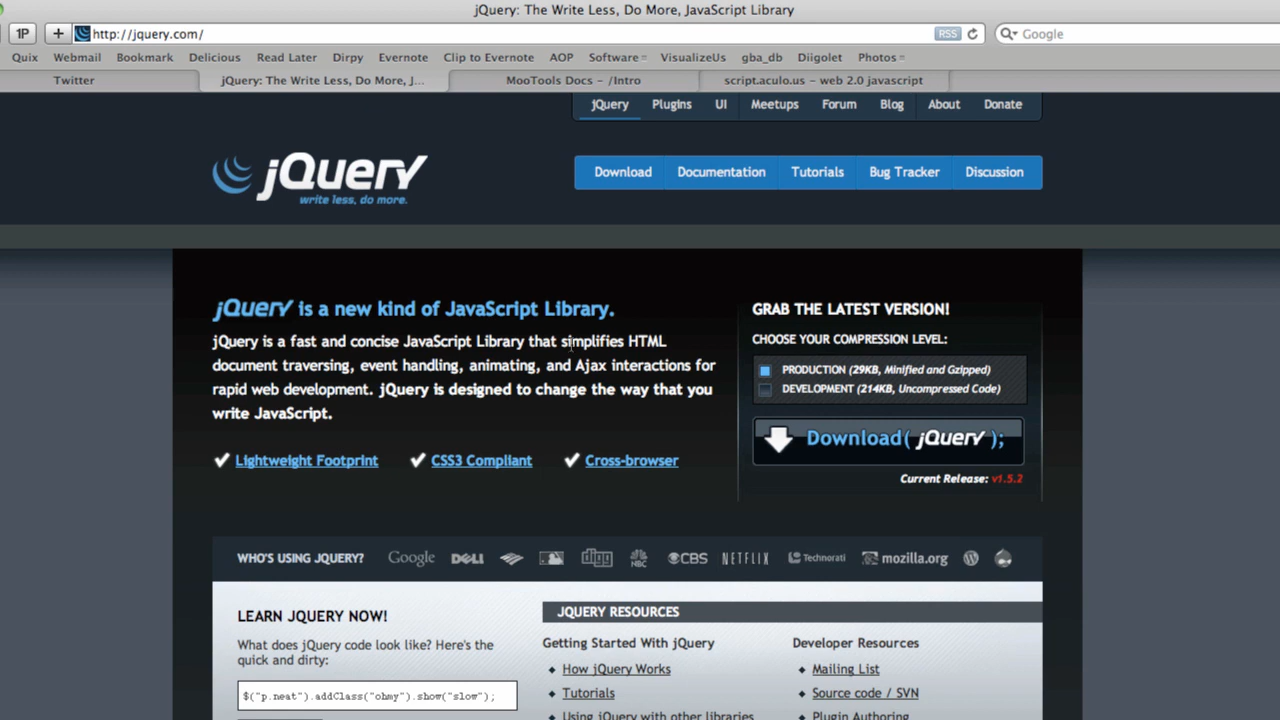 jQuery: The Write Less, Do More, JavaScript Library
1P + http://jquery.com/ RSS Google
Quix Webmail Bookmark Delicious Read Later Dirpy Evernote Clip to Evernote AOP Software VisualizeUs gba_db Diigolet Photos
Twitter jQuery: The Write Less, Do More, J... MooTools Docs - /Intro script.aculo.us - web 2.0 javascript
jQuery Plugins UI Meetups Forum Blog About Donate
jQuery
write less, do more.
Download Documentation Tutorials Bug Tracker Discussion
jQuery is a new kind of JavaScript Library.
jQuery is a fast and concise JavaScript Library that simplifies HTML
document traversing, event handling, animating, and Ajax interactions for
rapid web development. jQuery is designed to change the way that you
write JavaScript.
Lightweight Footprint CSS3 Compliant Cross-browser
GRAB THE LATEST VERSION!
CHOOSE YOUR COMPRESSION LEVEL:
PRODUCTION (29KB, Minified and Gzipped)
DEVELOPMENT (214KB, Uncompressed Code)
Download( jQuery );
Current Release: v1.5.2
WHO'S USING JQUERY? Google DELL digg NBC CBS NETFLIX Technorati mozilla.org
LEARN JQUERY NOW!
What does jQuery code look like? Here's the
quick and dirty:
$("p.neat").addClass("ohmy").show("slow");
JQUERY RESOURCES
Getting Started With jQuery
How jQuery Works
Tutorials
Using jQuery with other libraries
Developer Resources
Mailing List
Source code / SVN
Plugin Authoring